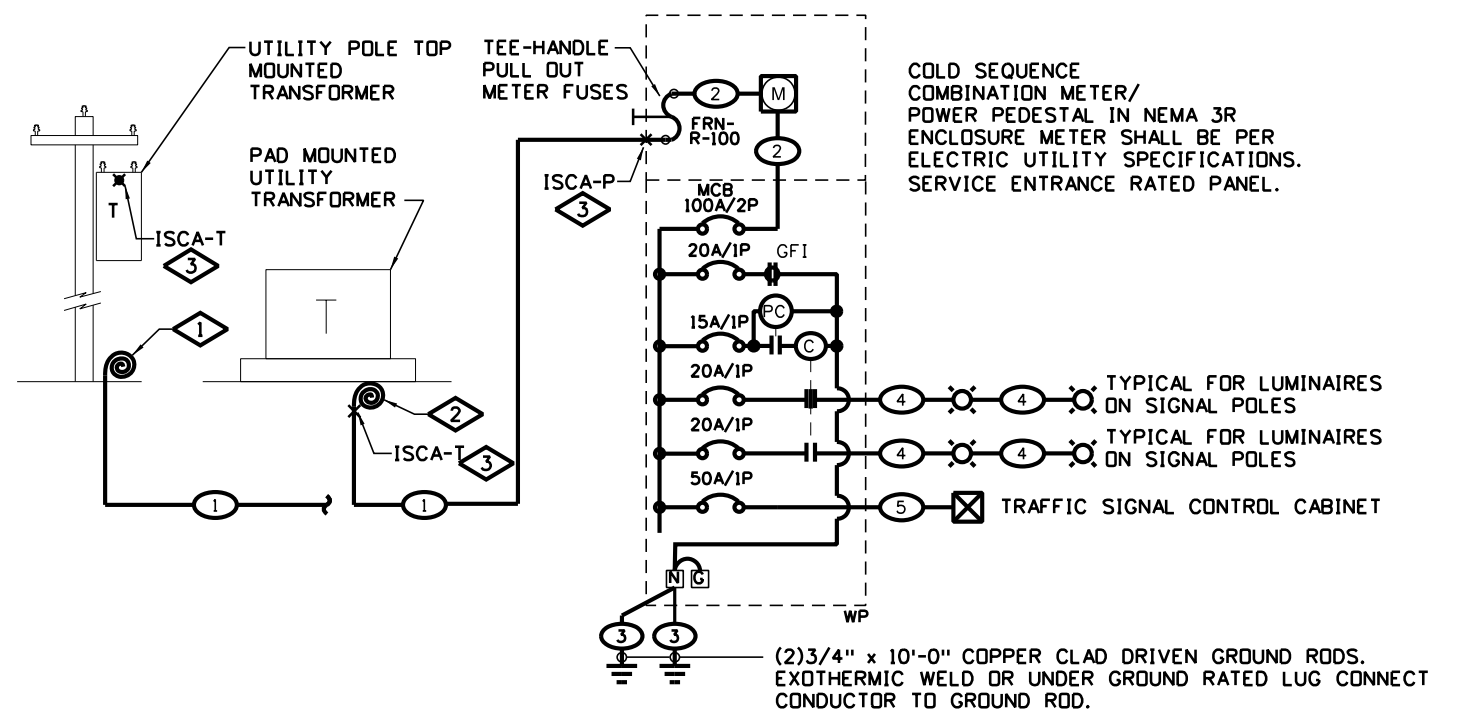 UTILITY POLE TOP
MOUNTED
TRANSFORMER
TEE-HANDLE
PULL OUT
METER FUSES
2
M
FRN-
R-100
2
COLD SEQUENCE
COMBINATION METER/
POWER PEDESTAL IN NEMA 3R
ENCLOSURE METER SHALL BE PER
ELECTRIC UTILITY SPECIFICATIONS.
SERVICE ENTRANCE RATED PANEL.
PAD MOUNTED
UTILITY
TRANSFORMER
T
ISCA-T
3
ISCA-P
3
T
1
2
ISCA-T
3
1
1
MCB
100A/2P
20A/1P
GFI
PC
15A/1P
C
20A/1P
4
4
TYPICAL FOR LUMINAIRES
ON SIGNAL POLES
20A/1P
4
4
TYPICAL FOR LUMINAIRES
ON SIGNAL POLES
50A/1P
5
TRAFFIC SIGNAL CONTROL CABINET
N
G
WP
3
3
(2)3/4" x 10'-0" COPPER CLAD DRIVEN GROUND RODS.
EXOTHERMIC WELD OR UNDER GROUND RATED LUG CONNECT
CONDUCTOR TO GROUND ROD.